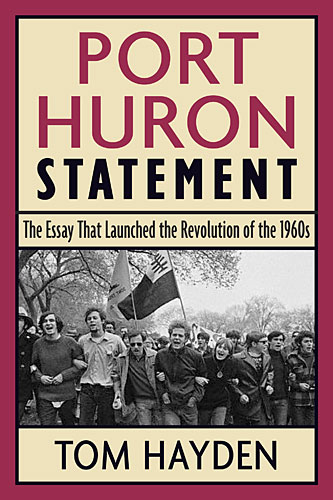 PORT
HURON
STATEMENT
The Essay That Launched the Revolution of the 1960s
TOM HAYDEN